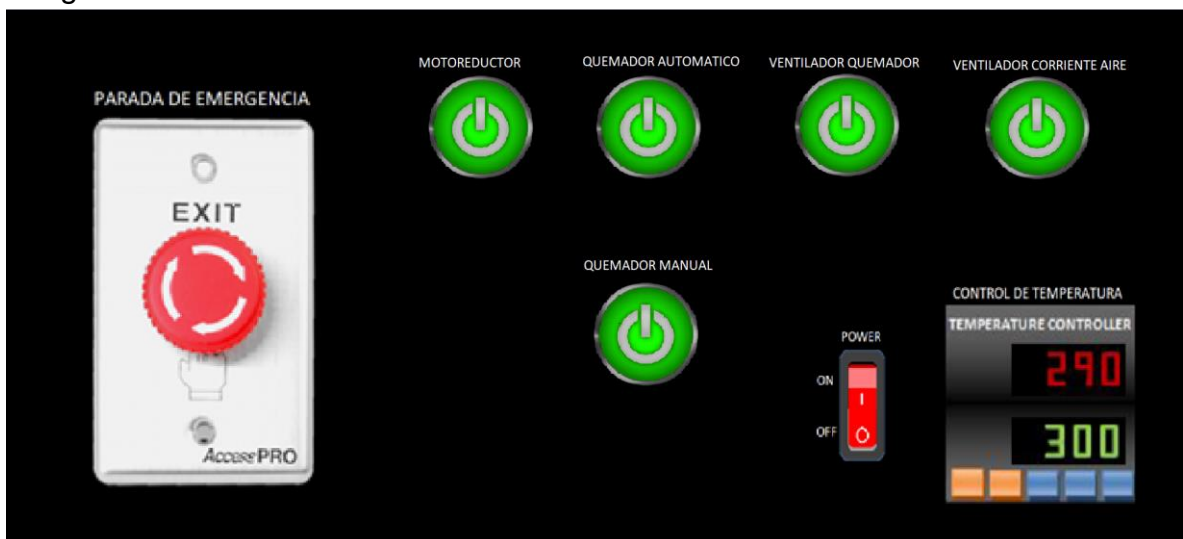 MOTOREDUCTOR
QUEMADOR AUTOMATICO
VENTILADOR QUEMADOR
VENTILADOR CORRIENTE AIRE
PARADA DE EMERGENCIA
EXIT
AccessPRO
QUEMADOR MANUAL
POWER
ON
I
OFF
O
CONTROL DE TEMPERATURA
TEMPERATURE CONTROLLER
290
300